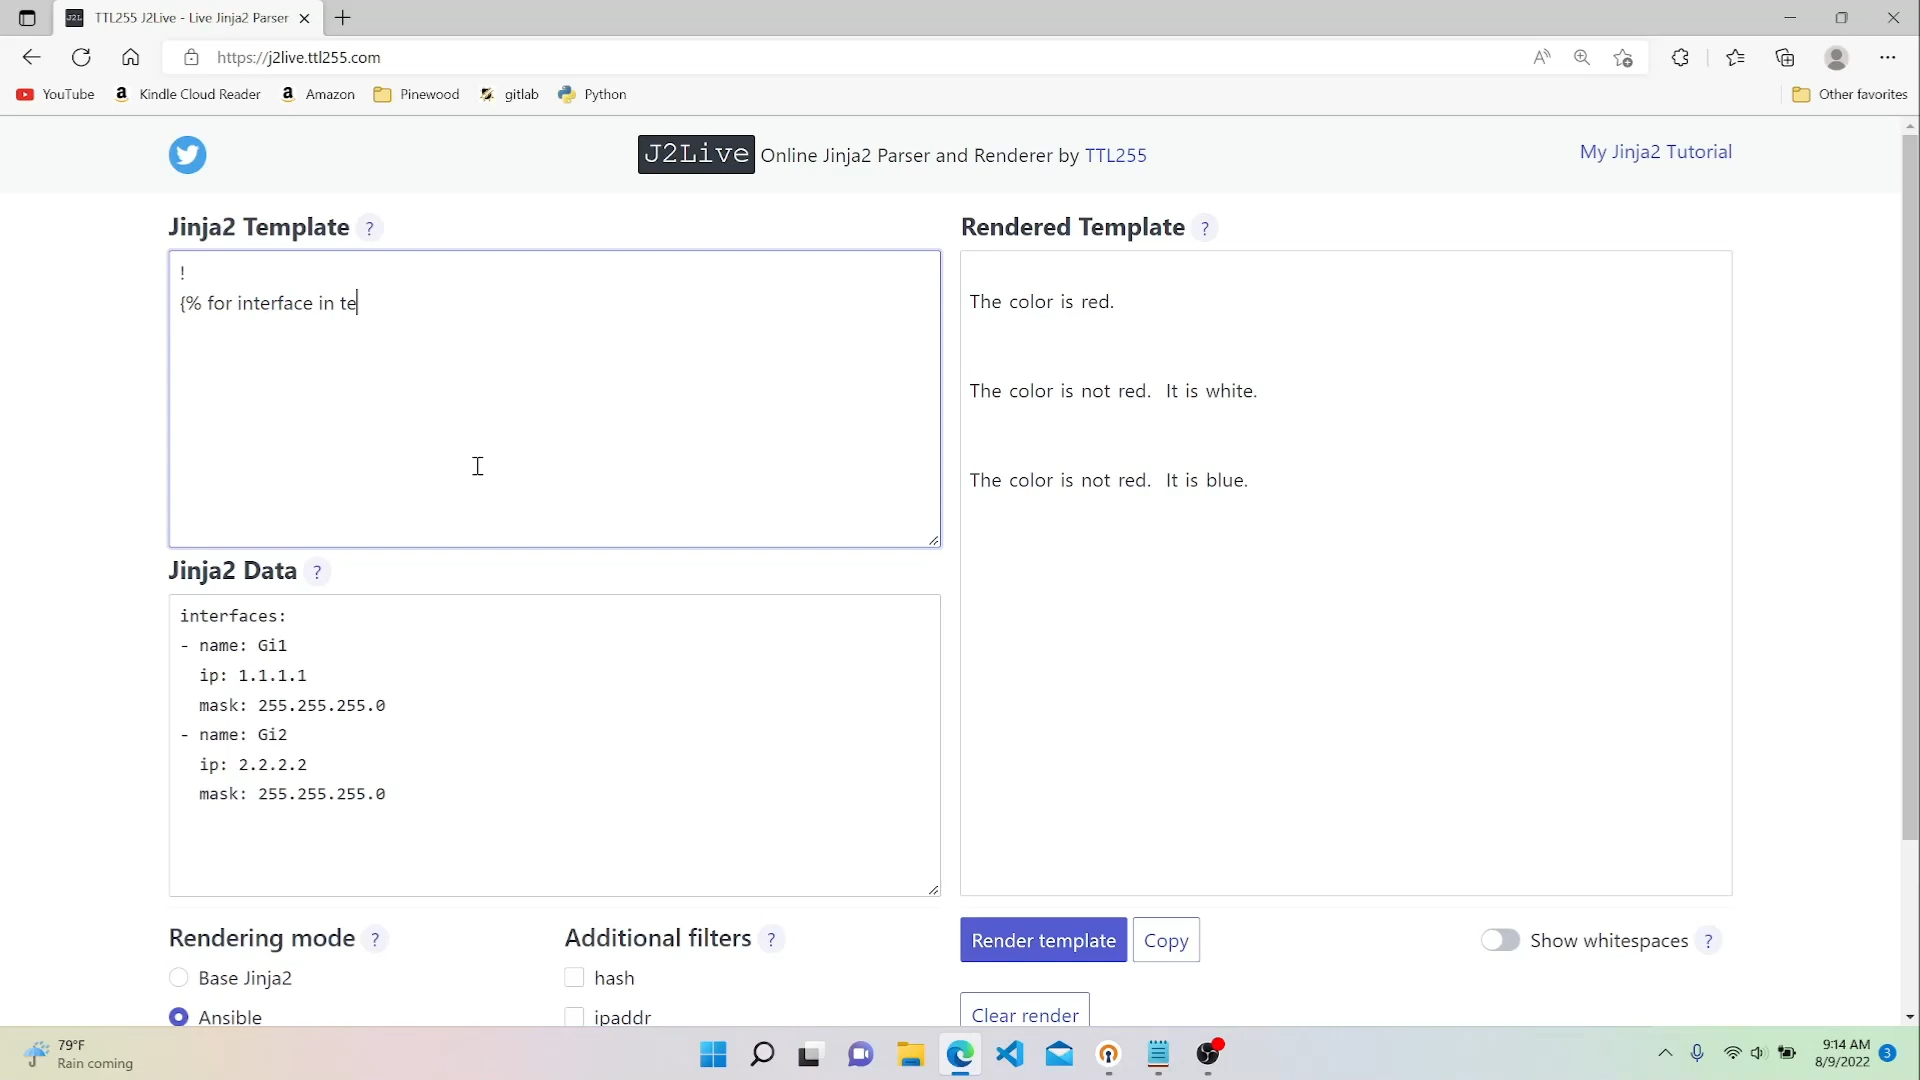 J2L TTL255 J2Live - Live Jinja2 Parser
https://j2live.ttl255.com
YouTube Kindle Cloud Reader Amazon Pinewood gitlab Python Other favorites
J2Live Online Jinja2 Parser and Renderer by TTL255
My Jinja2 Tutorial
Jinja2 Template ?
!
{% for interface in te
Jinja2 Data ?
interfaces:
- name: Gi1
ip: 1.1.1.1
mask: 255.255.255.0
- name: Gi2
ip: 2.2.2.2
mask: 255.255.255.0
Rendered Template ?
The color is red.
The color is not red. It is white.
The color is not red. It is blue.
Rendering mode ?
Base Jinja2
Ansible
Additional filters ?
hash
ipaddr
Render template Copy
Show whitespaces ?
Clear render
79°F
Rain coming
9:14 AM
8/9/2022 3